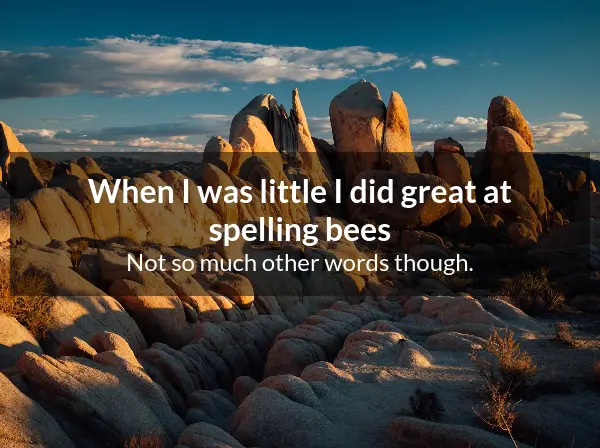 When I was little I did great at
spelling bees
Not so much other words though.